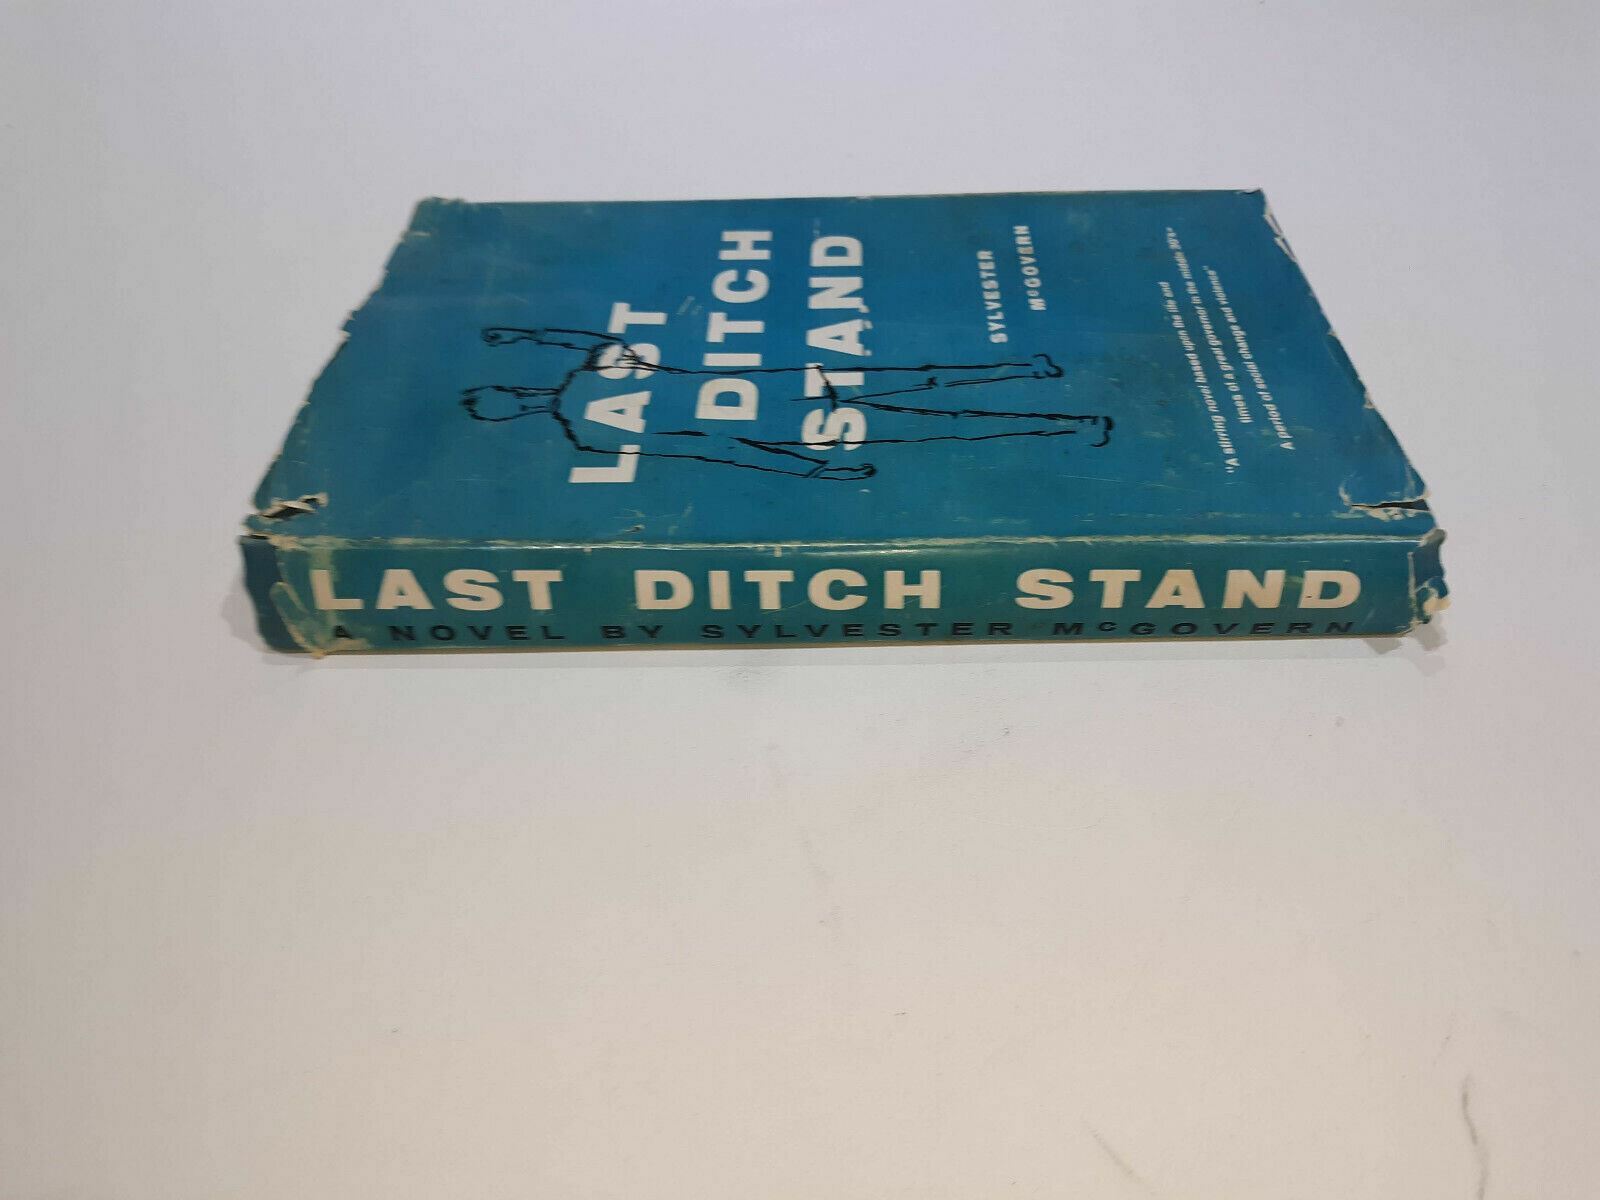 LAST
DITCH
STAND
SYLVESTER
McGOVERN
"A stirring novel based upon the life and
times of a great governor in the middle 30's-
A period of social change and violence"
LAST DITCH STAND
A NOVEL BY SYLVESTER McGOVERN